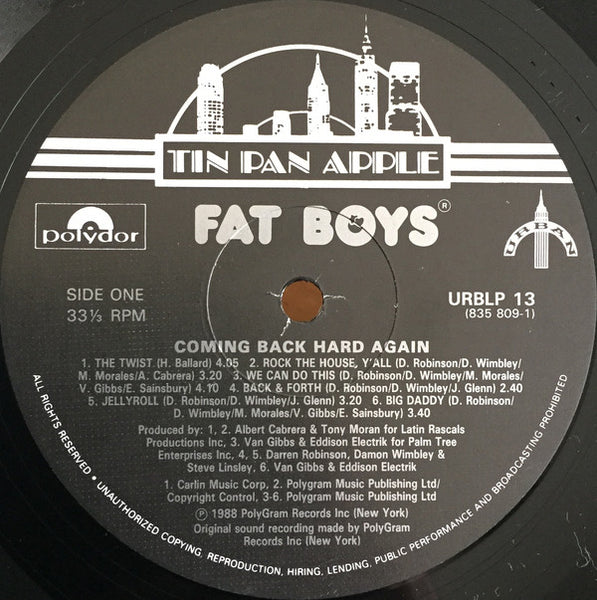 TIN PAN APPLE
polydor
FAT BOYS®
URBAN
SIDE ONE
33⅓ RPM
URBLP 13
(835 809-1)
COMING BACK HARD AGAIN
1. THE TWIST (H. Ballard) 4.05 2. ROCK THE HOUSE, Y'ALL (D. Robinson/D. Wimbley/
M. Morales/A. Cabrera) 3.20 3. WE CAN DO THIS (D. Robinson/D. Wimbley/M. Morales/
V. Gibbs/E. Sainsbury) 4.10 4. BACK & FORTH (D. Robinson/D. Wimbley/J. Glenn) 2.40
5. JELLYROLL (D. Robinson/D. Wimbley/J. Glenn) 3.20 6. BIG DADDY (D. Robinson/
D. Wimbley/M. Morales/V. Gibbs/E. Sainsbury) 3.40
Produced by: 1, 2. Albert Cabrera & Tony Moran for Latin Rascals
Productions Inc, 3. Van Gibbs & Eddison Electrik for Palm Tree
Enterprises Inc, 4, 5. Darren Robinson, Damon Wimbley &
Steve Linsley, 6. Van Gibbs & Eddison Electrik
1. Carlin Music Corp, 2. Polygram Music Publishing Ltd/
Copyright Control, 3-6. Polygram Music Publishing Ltd
℗ 1988 PolyGram Records Inc (New York)
Original sound recording made by PolyGram
Records Inc (New York)
ALL RIGHTS RESERVED • UNAUTHORIZED COPYING, REPRODUCTION, HIRING, LENDING, PUBLIC PERFORMANCE AND BROADCASTING PROHIBITED